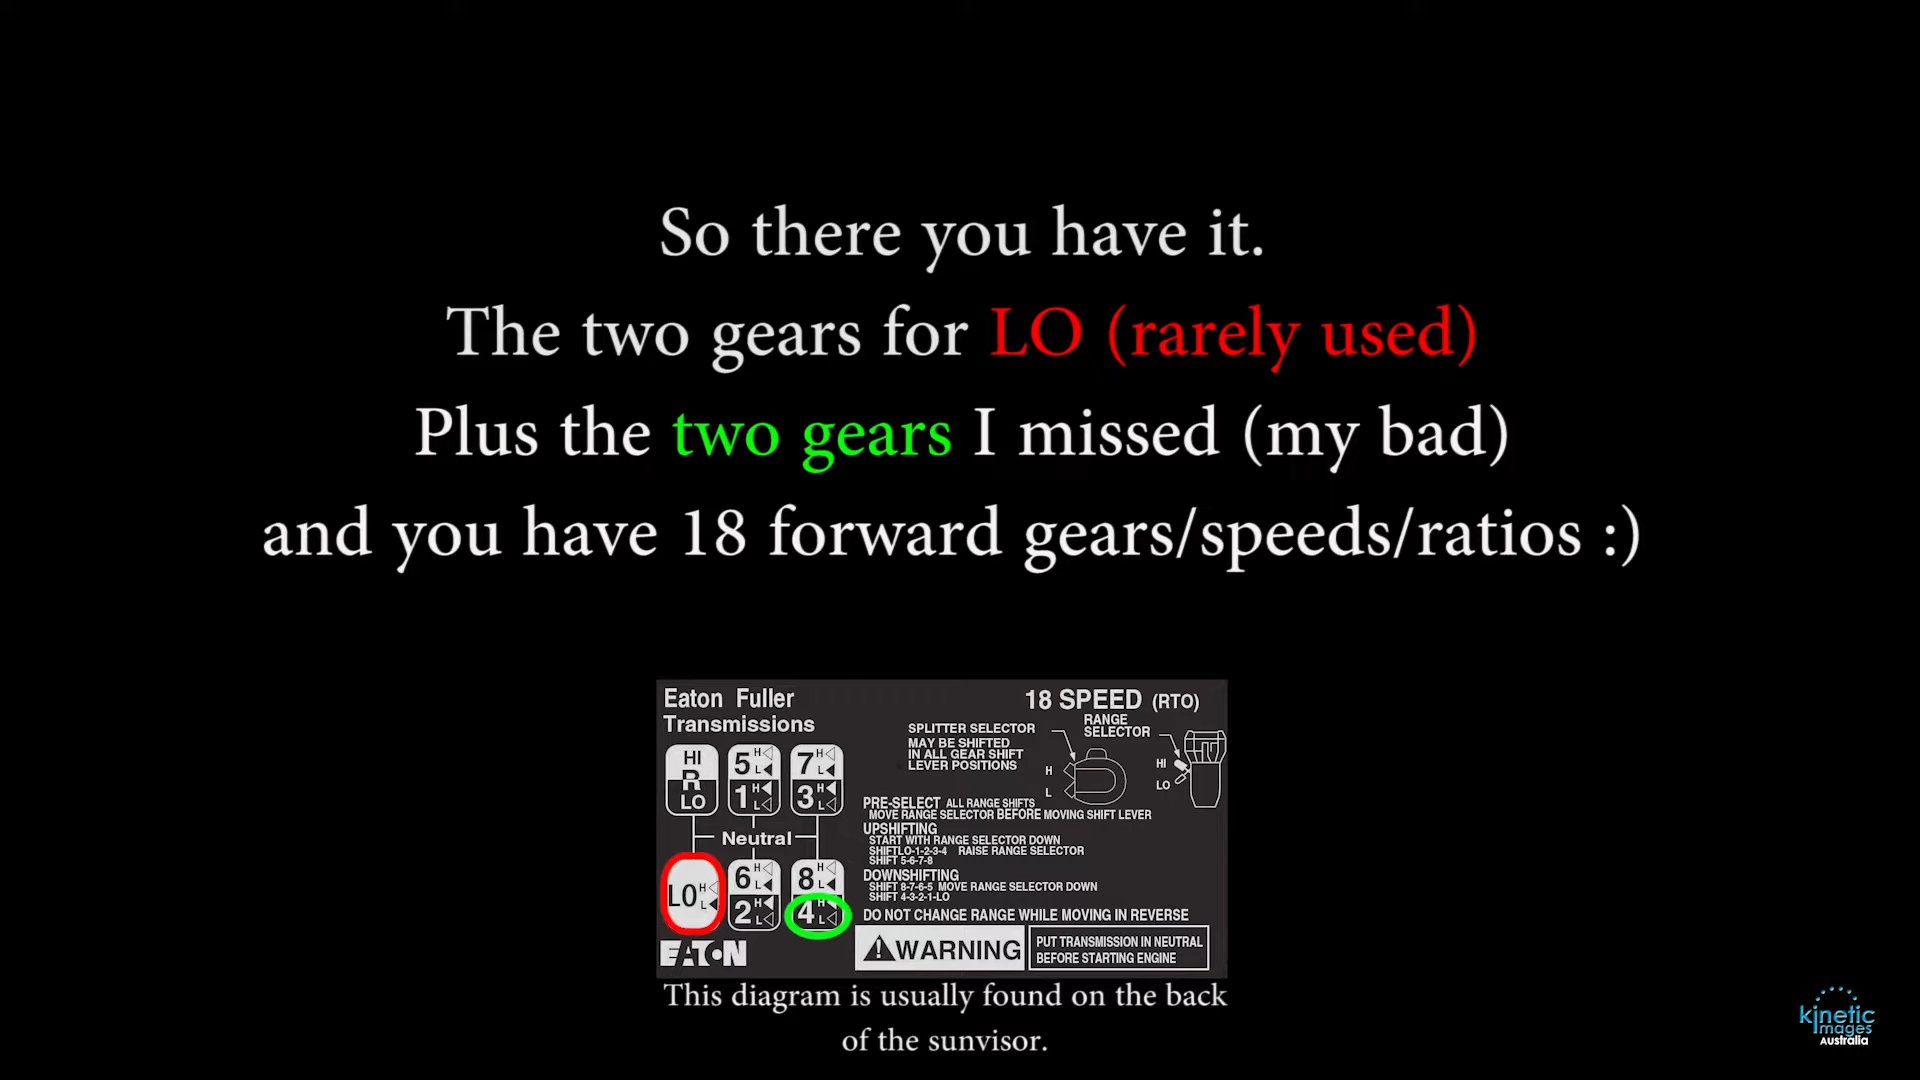 So there you have it.
The two gears for LO (rarely used)
Plus the two gears I missed (my bad)
and you have 18 forward gears/speeds/ratios :)
Eaton Fuller
Transmissions
18 SPEED (RTO)
SPLITTER SELECTOR
MAY BE SHIFTED
IN ALL GEAR SHIFT
LEVER POSITIONS
H
L
RANGE
SELECTOR
HI
LO
HI
R
LO
5 H L
1 H L
7 H L
3 H L
Neutral
LO H L
6 H L
2 H L
8 H L
4 H L
PRE-SELECT ALL RANGE SHIFTS
MOVE RANGE SELECTOR BEFORE MOVING SHIFT LEVER
UPSHIFTING
START WITH RANGE SELECTOR DOWN
SHIFTLO-1-2-3-4 RAISE RANGE SELECTOR
SHIFT 5-6-7-8
DOWNSHIFTING
SHIFT 8-7-6-5 MOVE RANGE SELECTOR DOWN
SHIFT 4-3-2-1-LO
DO NOT CHANGE RANGE WHILE MOVING IN REVERSE
EATON
WARNING
PUT TRANSMISSION IN NEUTRAL
BEFORE STARTING ENGINE
This diagram is usually found on the back
of the sunvisor.
kinetic
images
Australia